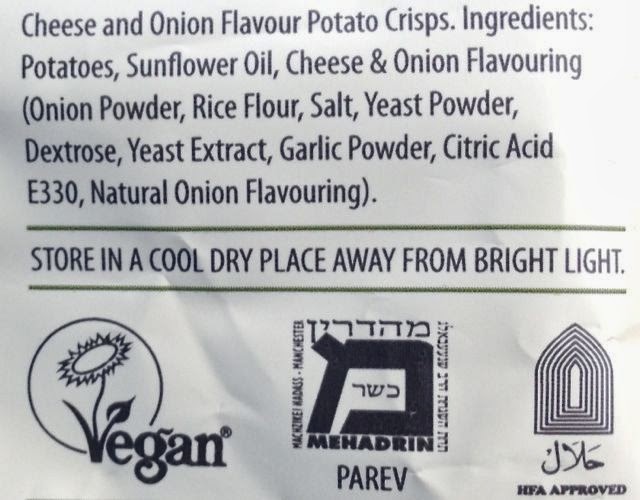 Cheese and Onion Flavour Potato Crisps. Ingredients:
Potatoes, Sunflower Oil, Cheese & Onion Flavouring
(Onion Powder, Rice Flour, Salt, Yeast Powder,
Dextrose, Yeast Extract, Garlic Powder, Citric Acid
E330, Natural Onion Flavouring).
STORE IN A COOL DRY PLACE AWAY FROM BRIGHT LIGHT.
Vegan®
מהדרין
MACHZIKEI HADASS - MANCHESTER
כשר
MEHADRIN
PAREV
حلال
HFA APPROVED